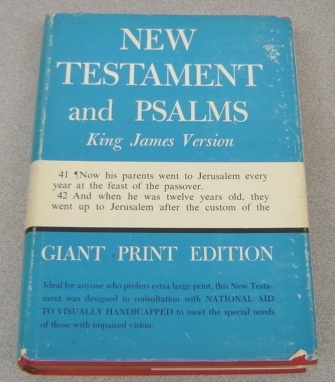 NEW
TESTAMENT
and PSALMS
King James Version
41 ¶Now his parents went to Jerusalem every
year at the feast of the passover.
42 And when he was twelve years old, they
went up to Jerusalem after the custom of the
GIANT PRINT EDITION
Ideal for anyone who prefers extra large print, this New Testa-
ment was designed in consultation with NATIONAL AID
TO VISUALLY HANDICAPPED to meet the special needs
of those with impaired vision.